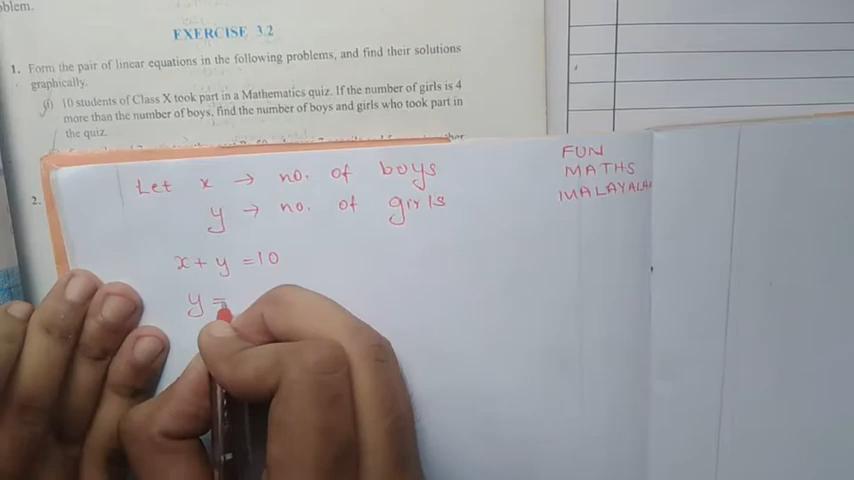 oblem.
EXERCISE 3.2
1. Form the pair of linear equations in the following problems, and find their solutions
graphically.
(i) 10 students of Class X took part in a Mathematics quiz. If the number of girls is 4
more than the number of boys, find the number of boys and girls who took part in
the quiz.
2.
Let x → no. of boys
y → no. of girls
x + y = 10
y =
FUN
MATHS
MALAYALA